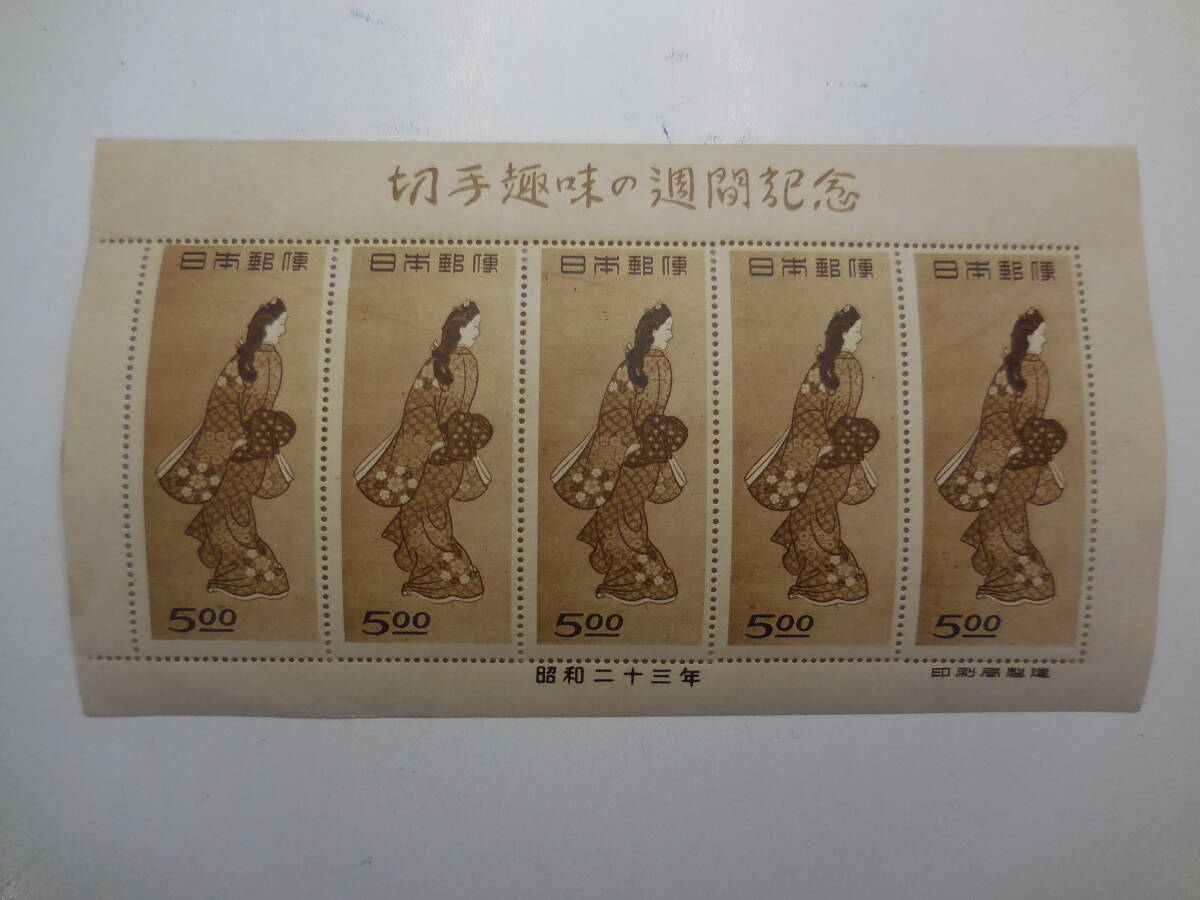 切手趣味の週間記念
日本郵便 日本郵便 日本郵便 日本郵便 日本郵便
5.00 5.00 5.00 5.00 5.00
昭和二十三年
印刷局製造